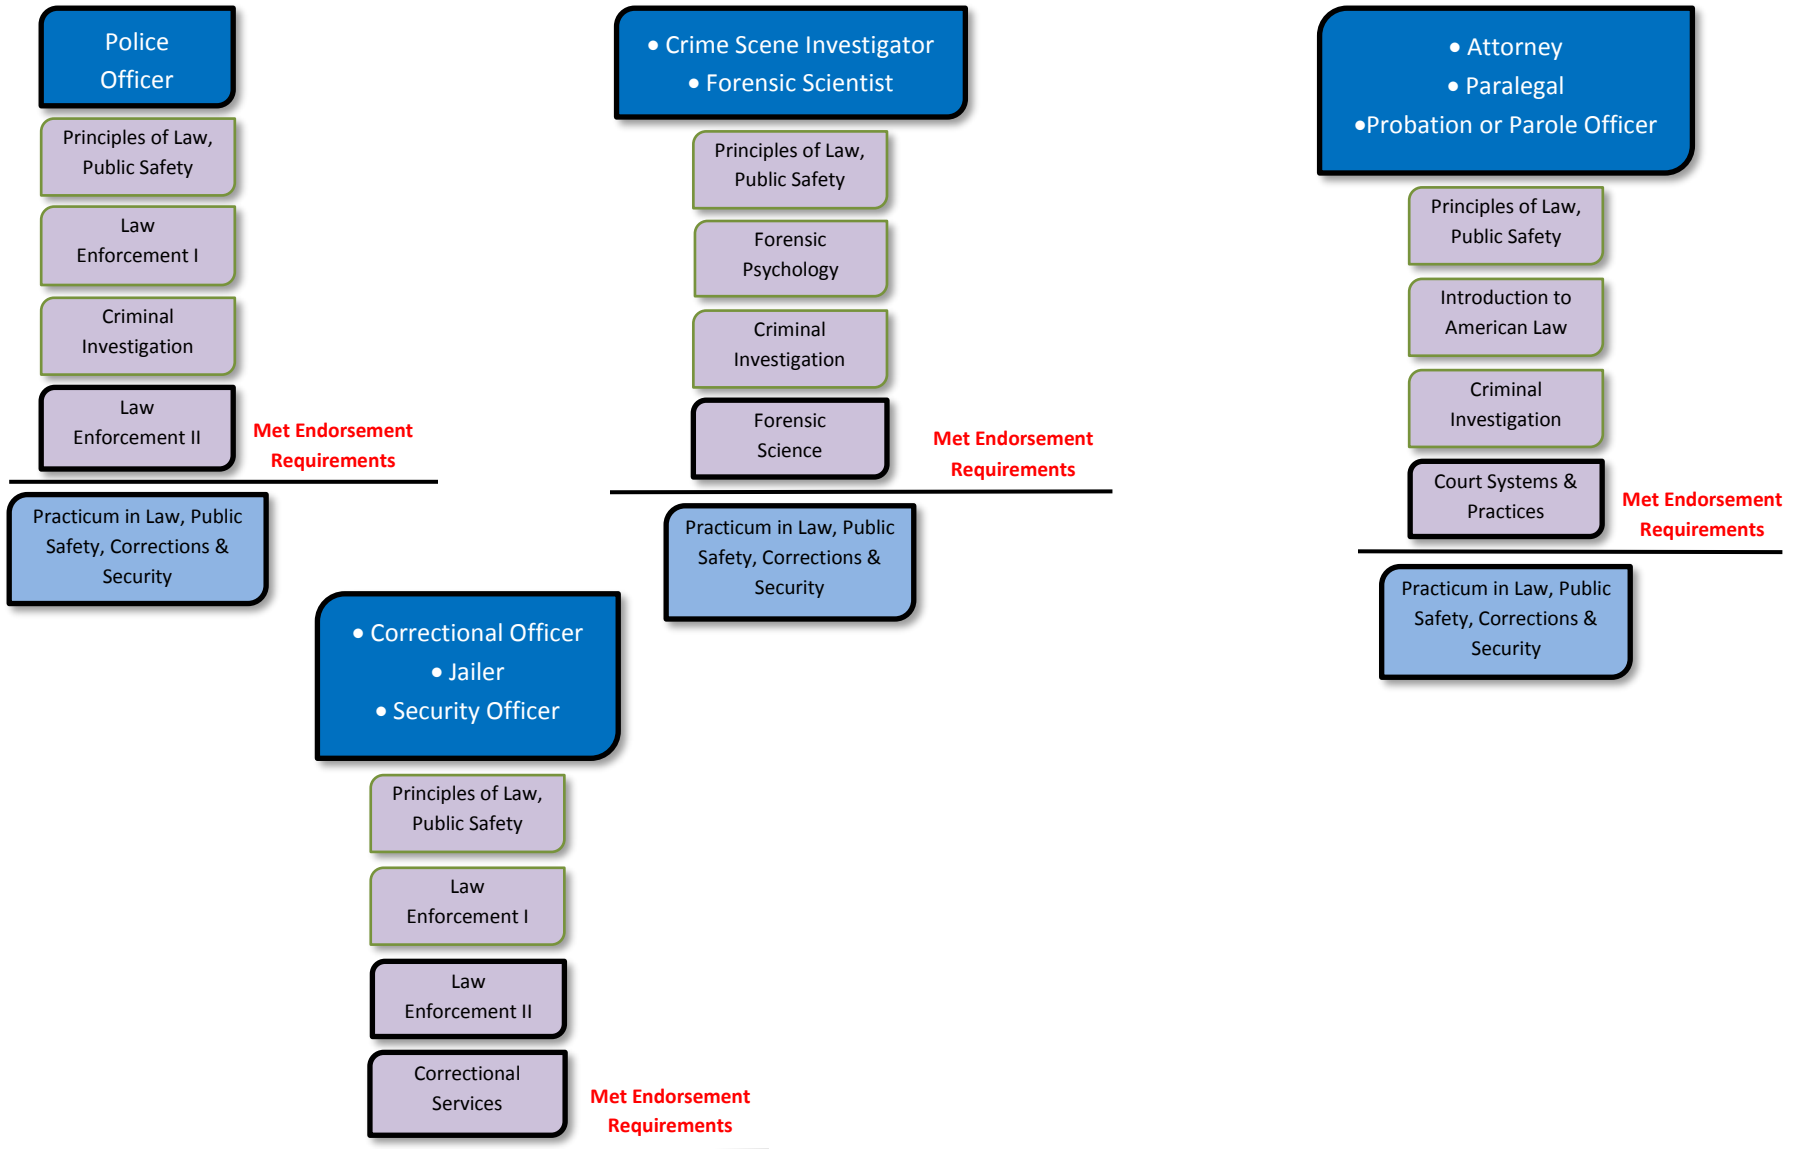 Police
Officer
Principles of Law,
Public Safety
Law
Enforcement I
Criminal
Investigation
Law
Enforcement II
Met Endorsement
Requirements
Practicum in Law, Public
Safety, Corrections &
Security
• Crime Scene Investigator
• Forensic Scientist
Principles of Law,
Public Safety
Forensic
Psychology
Criminal
Investigation
Forensic
Science
Met Endorsement
Requirements
Practicum in Law, Public
Safety, Corrections &
Security
• Attorney
• Paralegal
•Probation or Parole Officer
Principles of Law,
Public Safety
Introduction to
American Law
Criminal
Investigation
Court Systems &
Practices
Met Endorsement
Requirements
Practicum in Law, Public
Safety, Corrections &
Security
• Correctional Officer
• Jailer
• Security Officer
Principles of Law,
Public Safety
Law
Enforcement I
Law
Enforcement II
Correctional
Services
Met Endorsement
Requirements